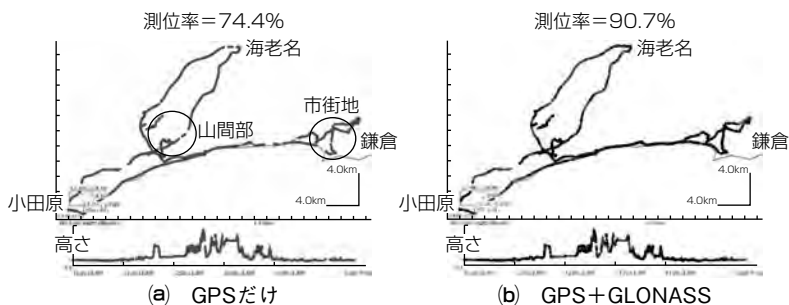 測位率＝74.4%
海老名
市街地
山間部
鎌倉
4.0km
4.0km
小田原
高さ
(a) GPSだけ
測位率＝90.7%
海老名
鎌倉
4.0km
4.0km
小田原
高さ
(b) GPS＋GLONASS